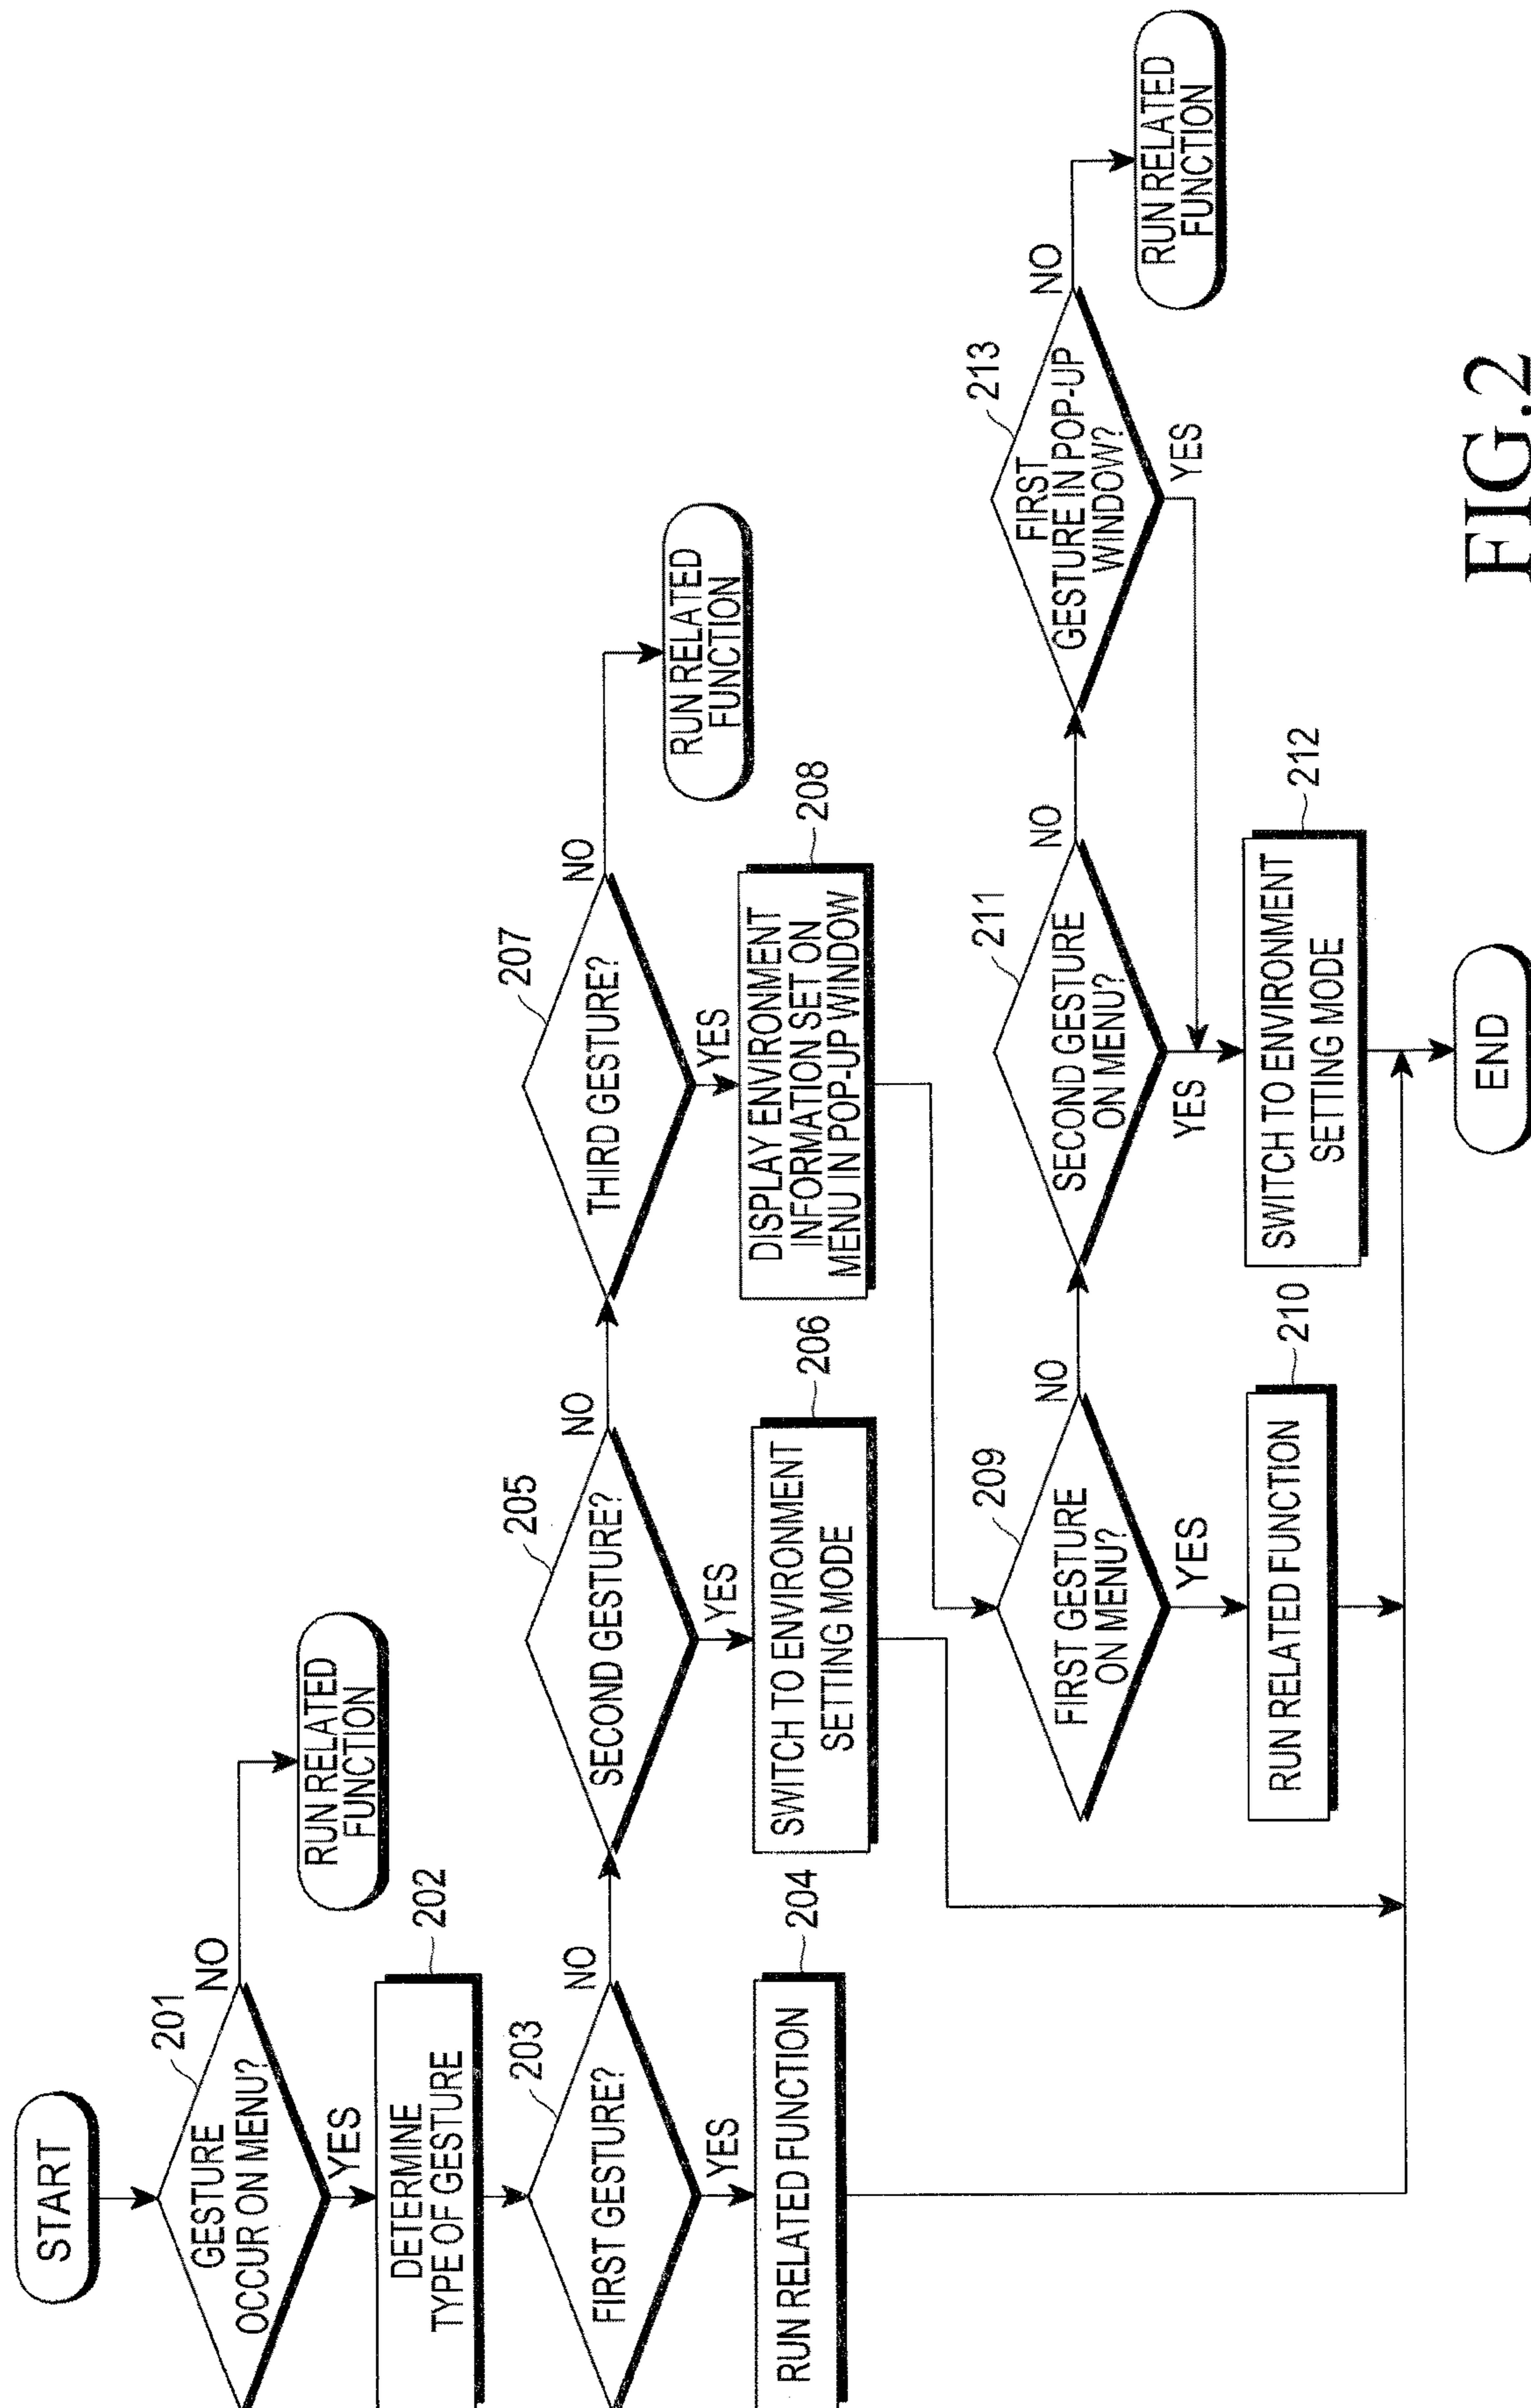 START
201
GESTURE
OCCUR ON MENU?
NO
RUN RELATED
FUNCTION
YES
202
DETERMINE
TYPE OF GESTURE
203
FIRST GESTURE?
NO
YES
204
RUN RELATED FUNCTION
205
SECOND GESTURE?
NO
YES
206
SWITCH TO ENVIRONMENT
SETTING MODE
207
THIRD GESTURE?
NO
RUN RELATED
FUNCTION
YES
208
DISPLAY ENVIRONMENT
INFORMATION SET ON
MENU IN POP-UP WINDOW
209
FIRST GESTURE
ON MENU?
NO
YES
210
RUN RELATED FUNCTION
211
SECOND GESTURE
ON MENU?
NO
YES
212
SWITCH TO ENVIRONMENT
SETTING MODE
213
FIRST
GESTURE IN POP-UP
WINDOW?
NO
RUN RELATED
FUNCTION
YES
END
FIG.2